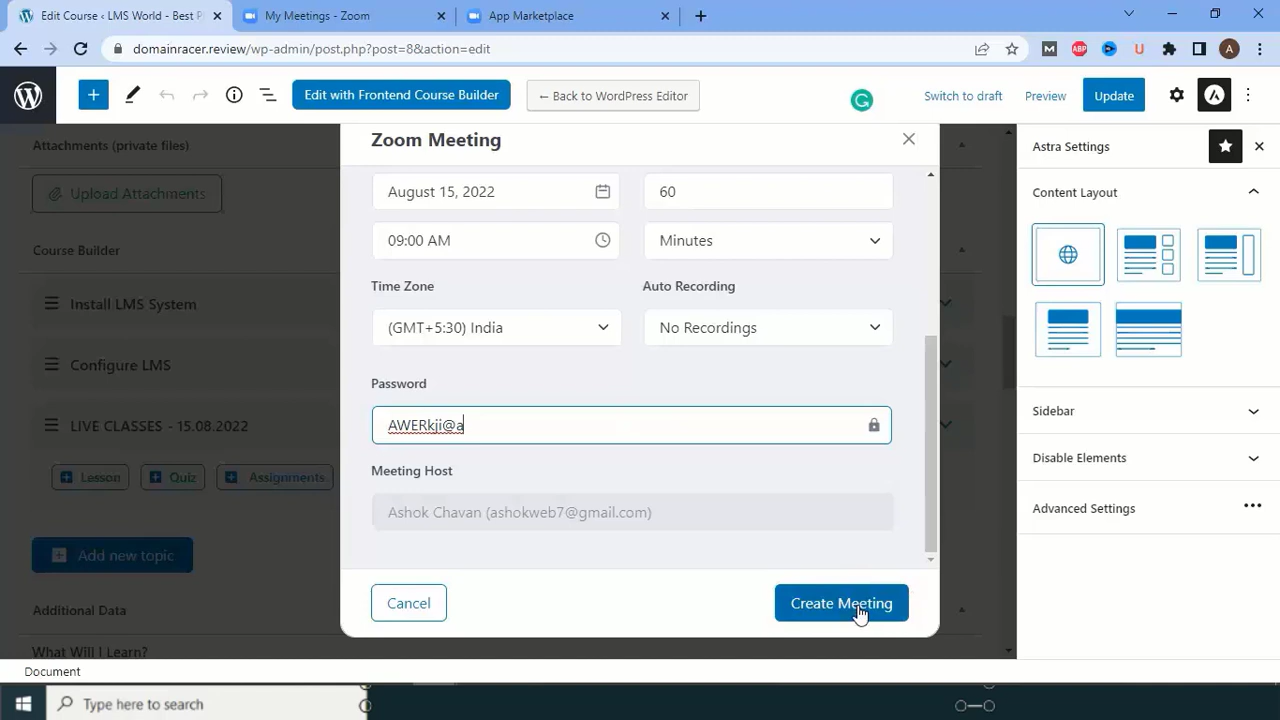 Edit Course < LMS World - Best P
My Meetings - Zoom
App Marketplace
domainracer.review/wp-admin/post.php?post=8&action=edit
Edit with Frontend Course Builder
← Back to WordPress Editor
Switch to draft
Preview
Update
Attachments (private files)
Upload Attachments
Course Builder
Install LMS System
Configure LMS
LIVE CLASSES - 15.08.2022
Lesson
Quiz
Assignments
Add new topic
Additional Data
What Will I Learn?
Document
Zoom Meeting
August 15, 2022
60
09:00 AM
Minutes
Time Zone
Auto Recording
(GMT+5:30) India
No Recordings
Password
AWERkji@a
Meeting Host
Ashok Chavan (ashokweb7@gmail.com)
Cancel
Create Meeting
Astra Settings
Content Layout
Sidebar
Disable Elements
Advanced Settings
Type here to search